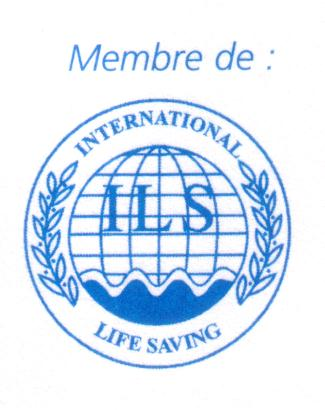 Membre de :
INTERNATIONAL
ILS
LIFE SAVING